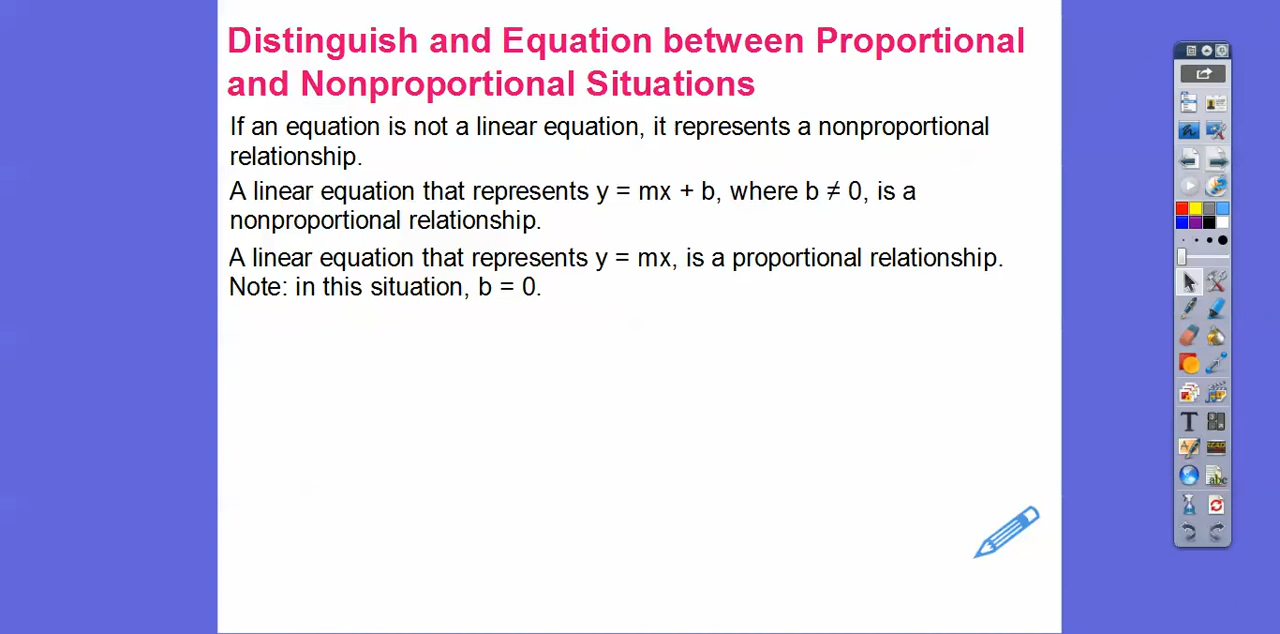 Distinguish and Equation between Proportional
and Nonproportional Situations
If an equation is not a linear equation, it represents a nonproportional
relationship.
A linear equation that represents y = mx + b, where b ≠ 0, is a
nonproportional relationship.
A linear equation that represents y = mx, is a proportional relationship.
Note: in this situation, b = 0.